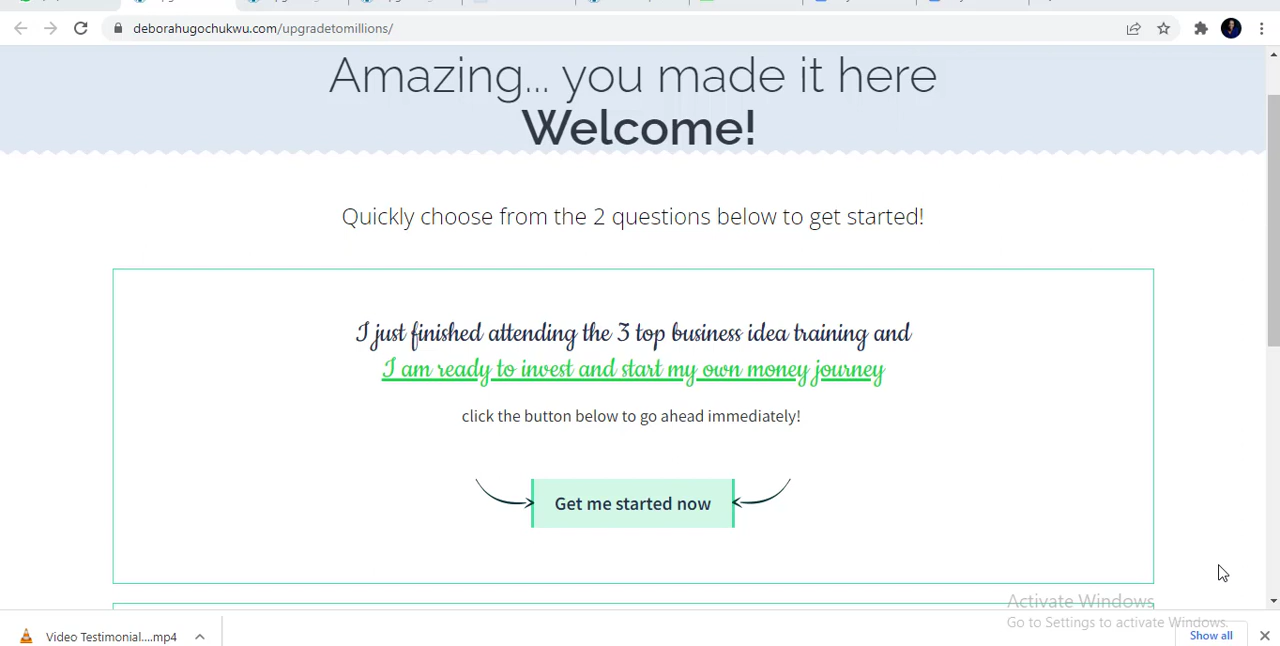 deborahugochukwu.com/upgradetomillions/
Amazing... you made it here
Welcome!
Quickly choose from the 2 questions below to get started!
I just finished attending the 3 top business idea training and
I am ready to invest and start my own money journey
click the button below to go ahead immediately!
Get me started now
Activate Windows
Go to Settings to activate Windows.
Video Testimonial....mp4
Show all